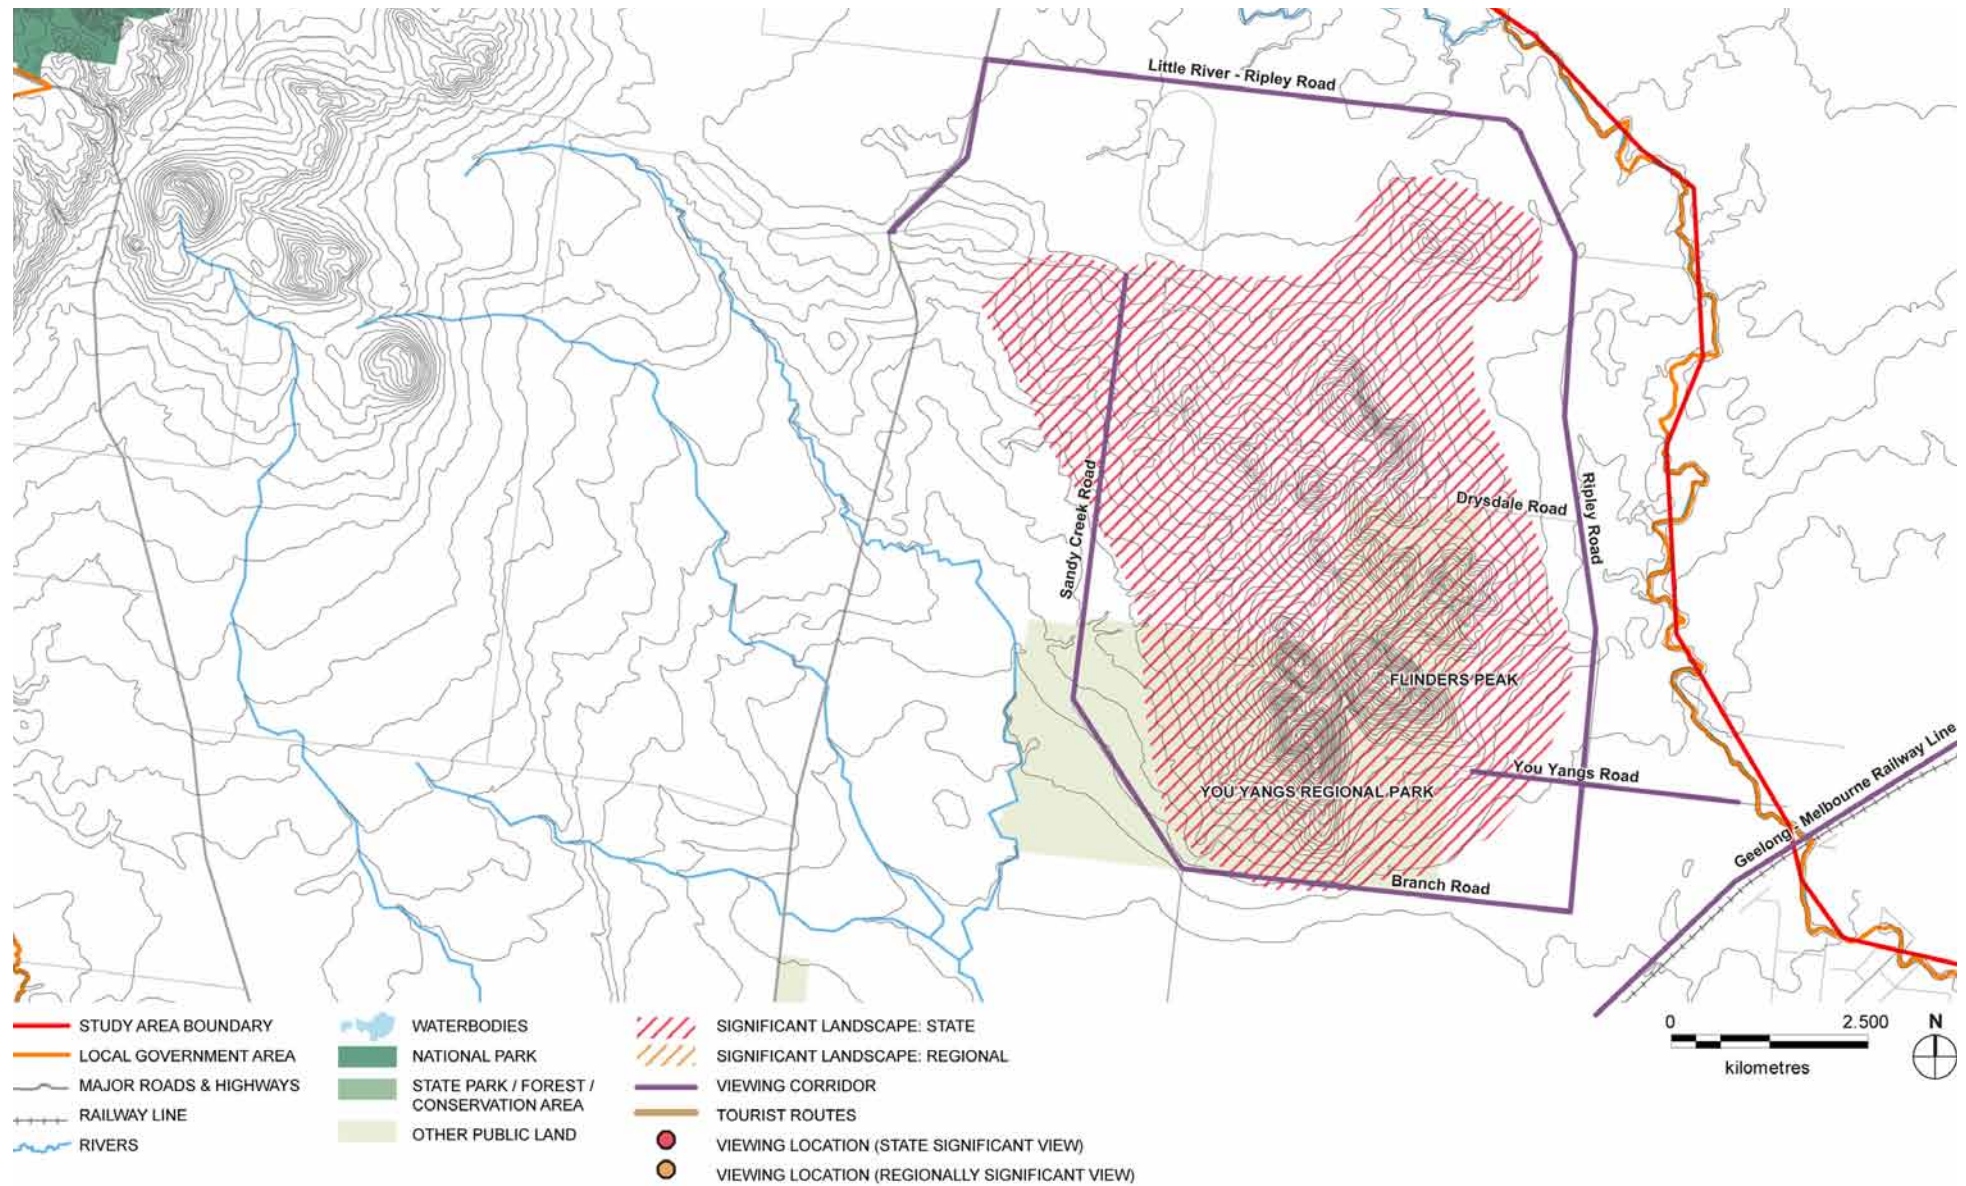 Little River - Ripley Road
Sandy Creek Road
Drysdale Road
Ripley Road
FLINDERS PEAK
You Yangs Road
YOU YANGS REGIONAL PARK
Geelong - Melbourne Railway Line
Branch Road
STUDY AREA BOUNDARY
LOCAL GOVERNMENT AREA
MAJOR ROADS & HIGHWAYS
RAILWAY LINE
RIVERS
WATERBODIES
NATIONAL PARK
STATE PARK / FOREST /
CONSERVATION AREA
OTHER PUBLIC LAND
SIGNIFICANT LANDSCAPE: STATE
SIGNIFICANT LANDSCAPE: REGIONAL
VIEWING CORRIDOR
TOURIST ROUTES
VIEWING LOCATION (STATE SIGNIFICANT VIEW)
VIEWING LOCATION (REGIONALLY SIGNIFICANT VIEW)
0 2.500
kilometres
N